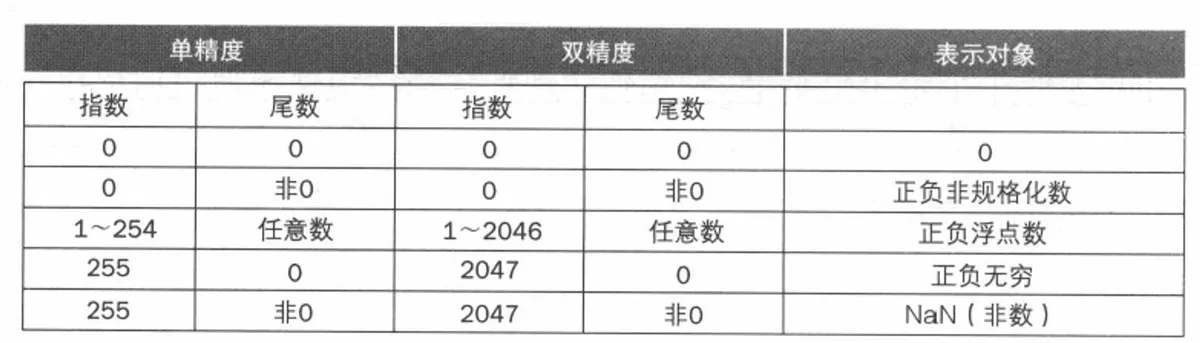 单精度 双精度 表示对象
指数 尾数 指数 尾数
0 0 0 0 0
0 非0 0 非0 正负非规格化数
1～254 任意数 1～2046 任意数 正负浮点数
255 0 2047 0 正负无穷
255 非0 2047 非0 NaN（非数）